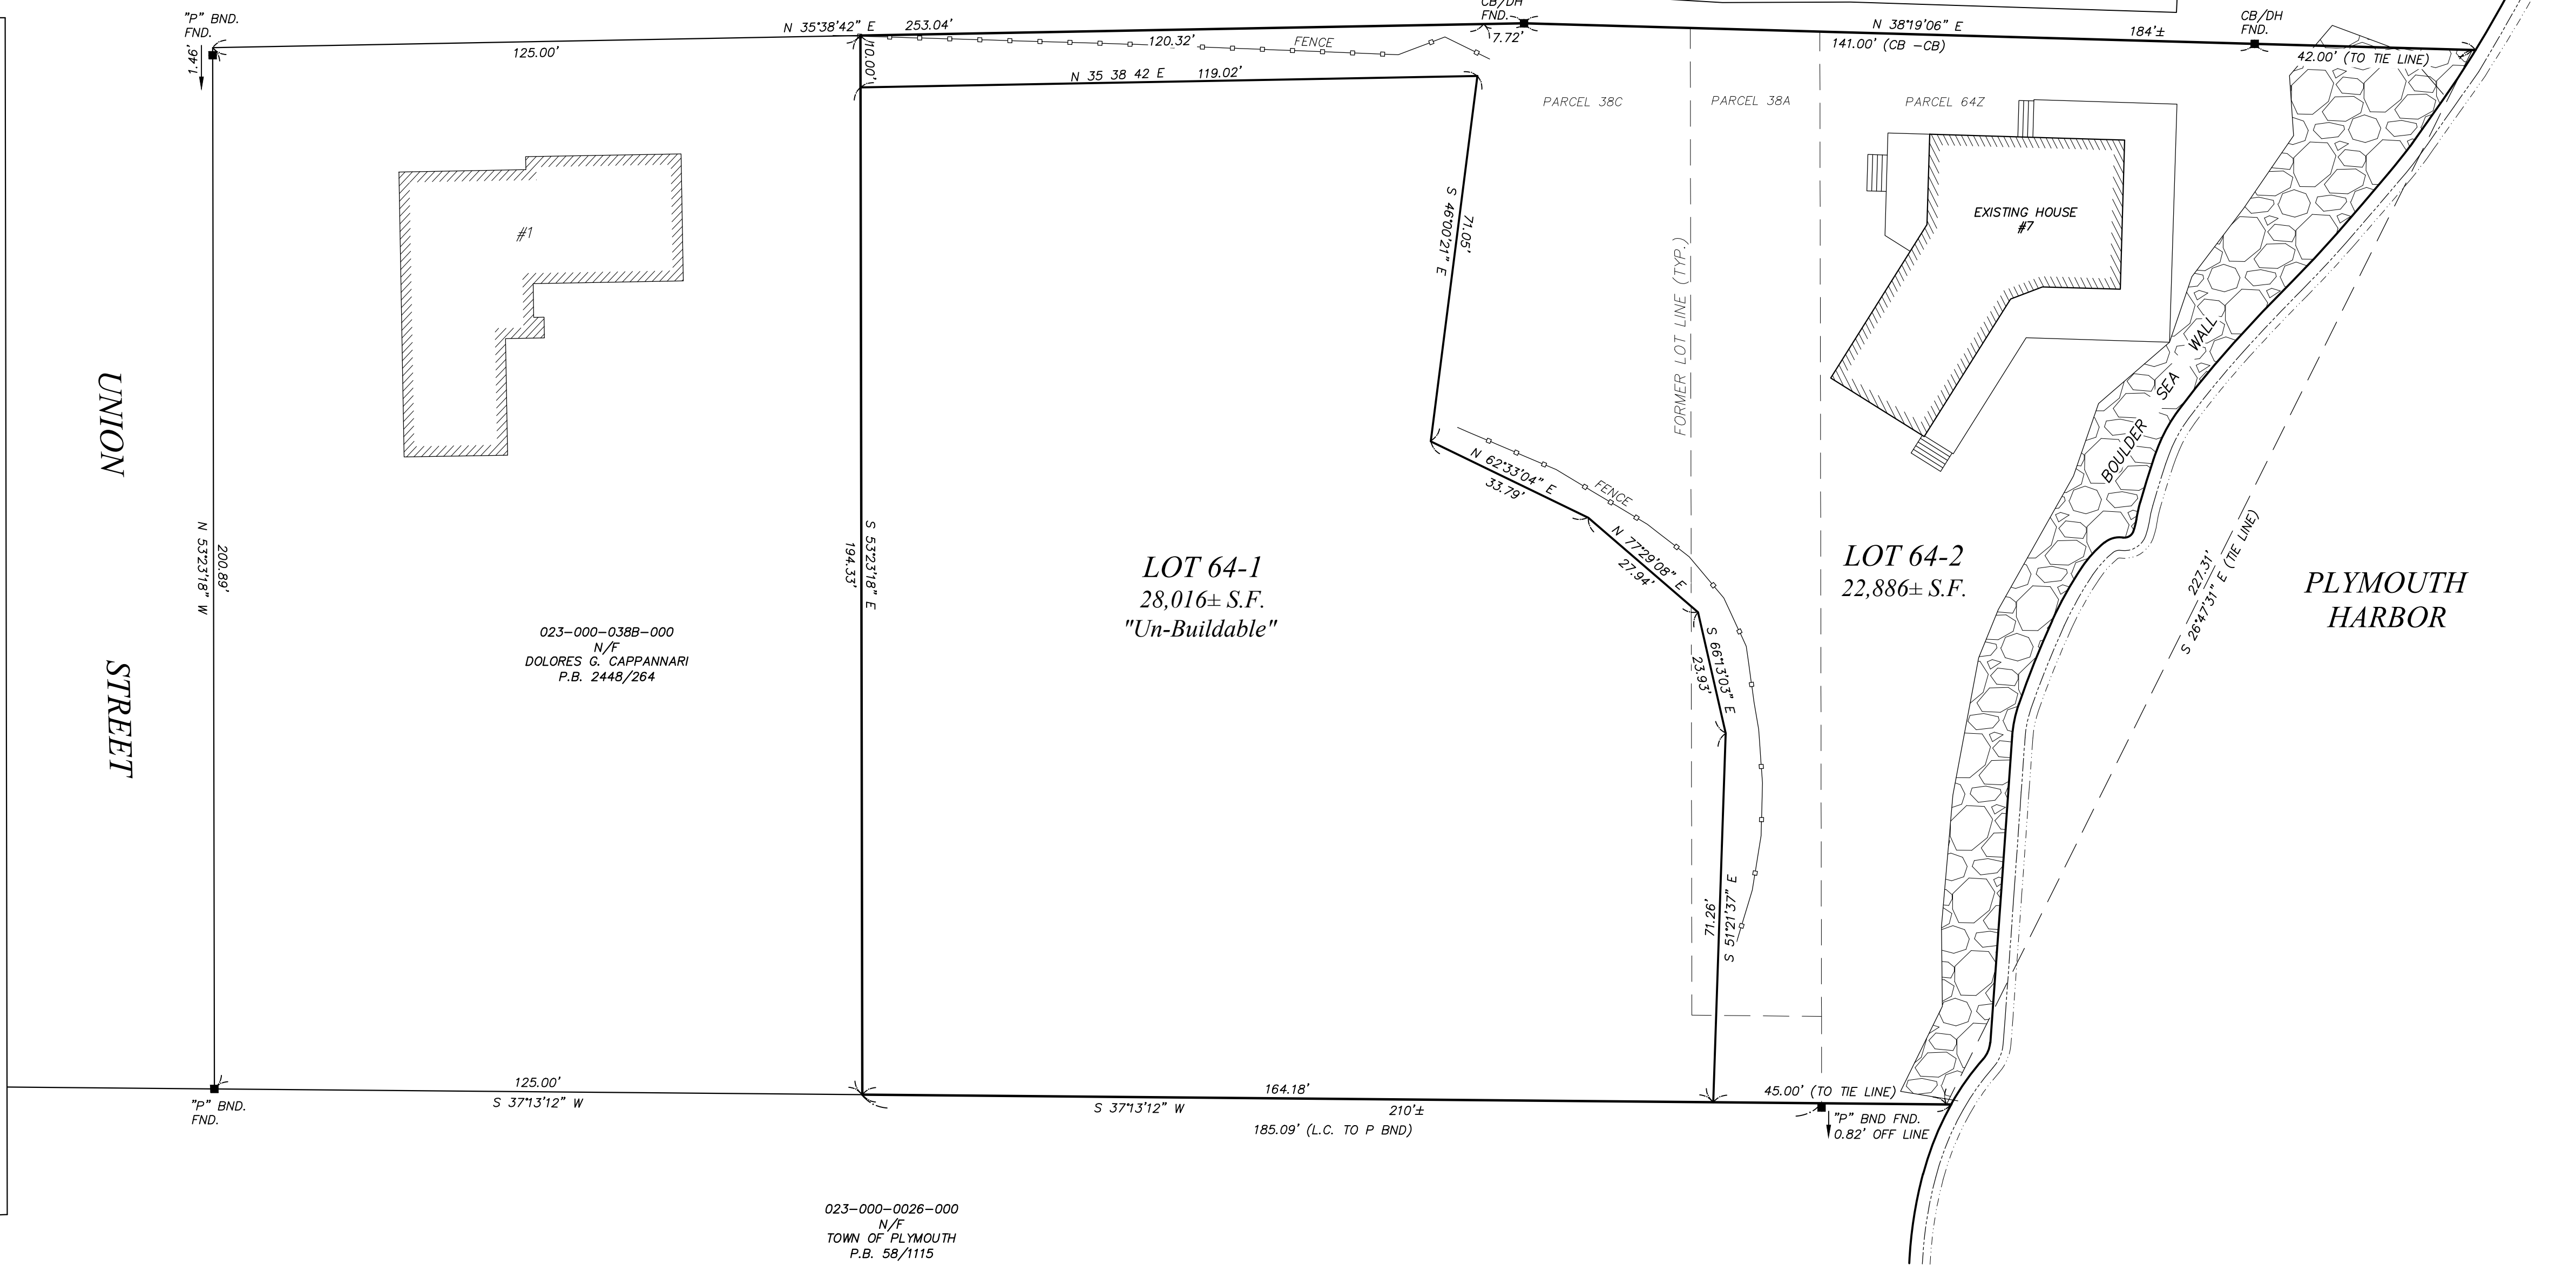 "P" BND.
FND.
1.46'
125.00'
N 35°38'42" E
253.04'
120.32'
FENCE
10.00'
CB/DH
FND.
7.72'
N 38°19'06" E
184'±
141.00' (CB -CB)
CB/DH
FND.
42.00' (TO TIE LINE)
N 35 38 42 E
119.02'
PARCEL 38C
PARCEL 38A
PARCEL 64Z
#1
EXISTING HOUSE
#7
S 46°00'21" E
71.05'
FORMER LOT LINE (TYP.)
BOULDER SEA WALL
UNION
STREET
N 53°23'18" W
200.89'
S 53°23'18" E
194.33'
N 62°33'04" E
33.79'
FENCE
N 77°29'08" E
27.94'
S 66°13'03" E
23.93'
LOT 64-1
28,016± S.F.
"Un-Buildable"
LOT 64-2
22,886± S.F.
227.31'
S 26°47'31" E (TIE LINE)
PLYMOUTH
HARBOR
023-000-038B-000
N/F
DOLORES G. CAPPANNARI
P.B. 2448/264
71.26'
S 51°21'37" E
"P" BND.
FND.
125.00'
S 37°13'12" W
164.18'
S 37°13'12" W
210'±
185.09' (L.C. TO P BND)
45.00' (TO TIE LINE)
"P" BND FND.
0.82' OFF LINE
023-000-0026-000
N/F
TOWN OF PLYMOUTH
P.B. 58/1115